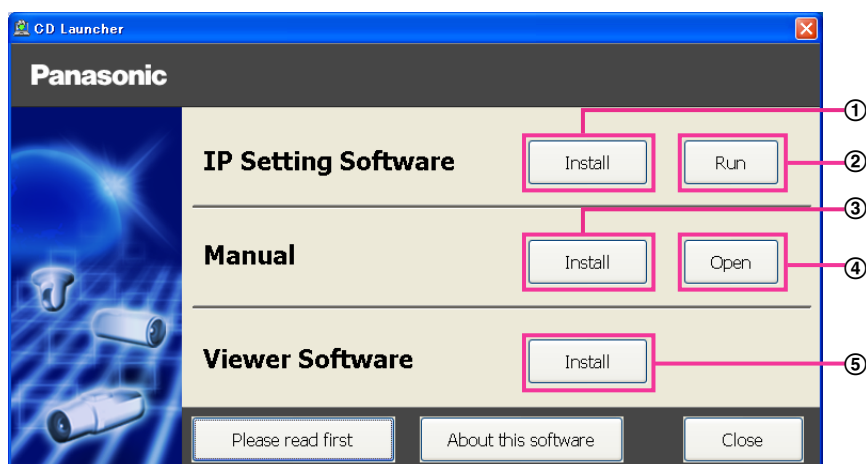 CD Launcher
Panasonic
①
IP Setting Software Install Run ②
③
Manual Install Open ④
Viewer Software Install ⑤
Please read first About this software Close